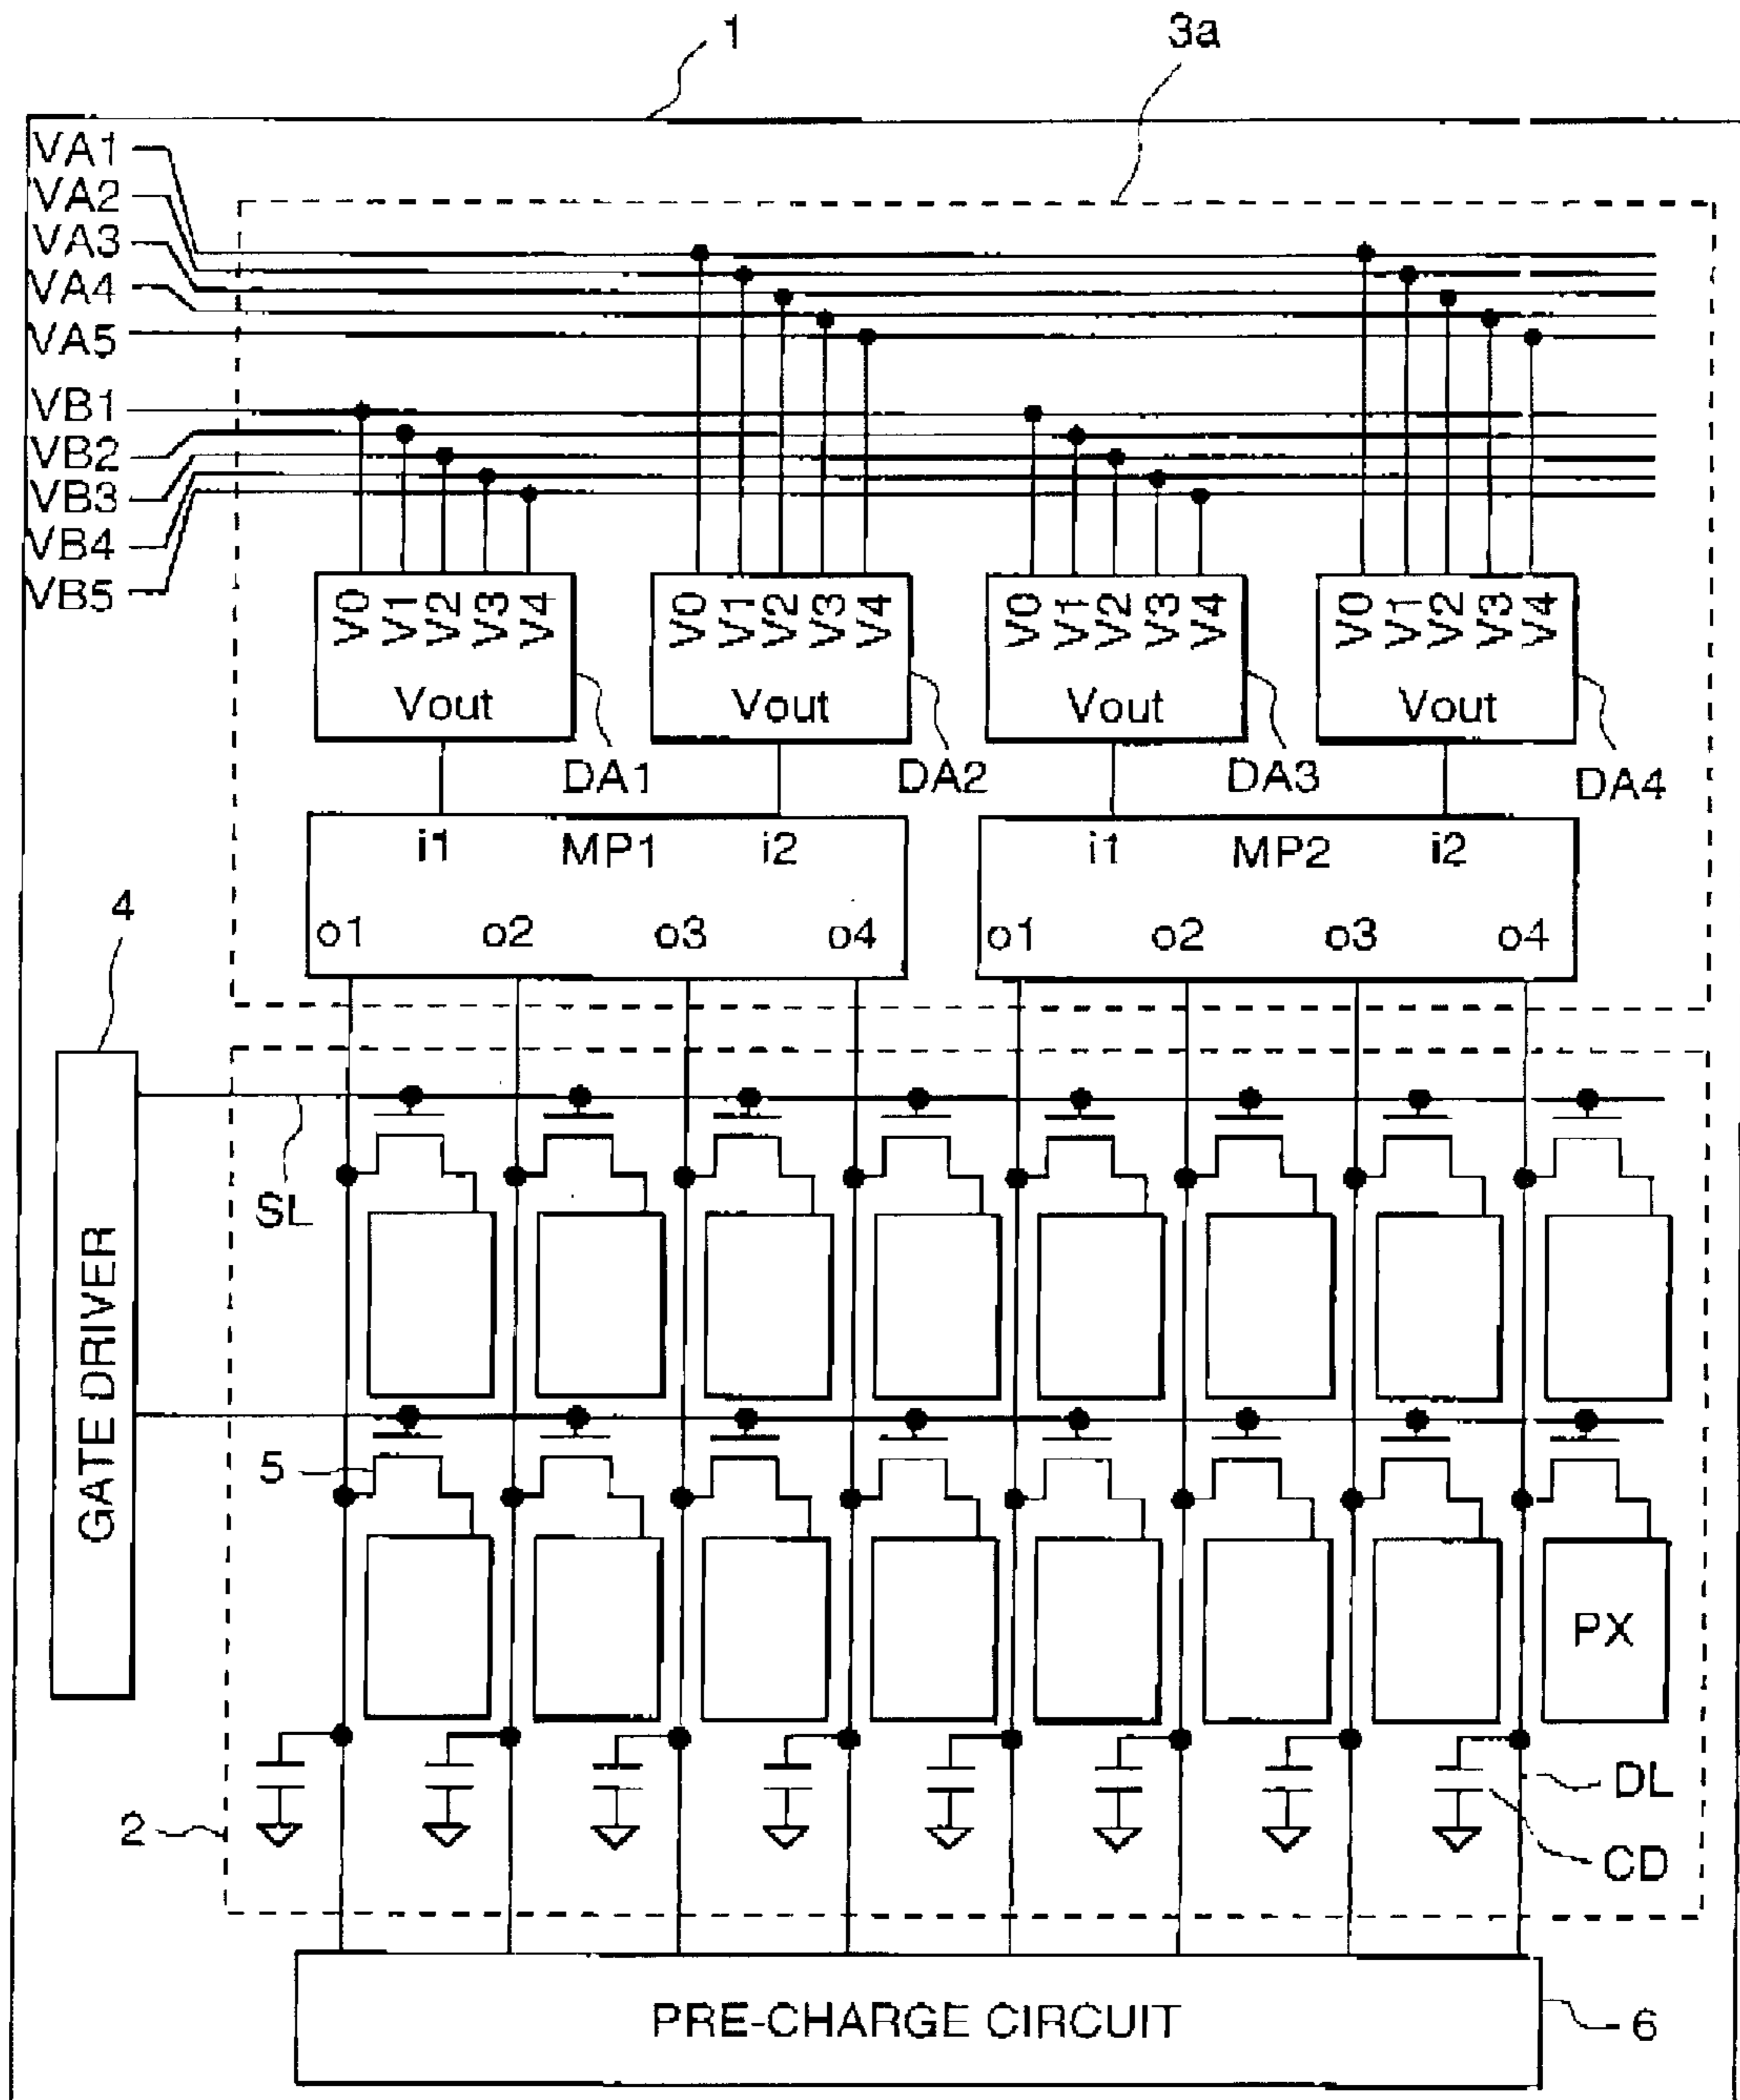 1
3a
VA1
VA2
VA3
VA4
VA5
VB1
VB2
VB3
VB4
VB5
V0 V1 V2 V3 V4
V0 V1 V2 V3 V4
V0 V1 V2 V3 V4
V0 V1 V2 V3 V4
Vout Vout Vout Vout
DA1 DA2 DA3 DA4
i1 MP1 i2
i1 MP2 i2
4
o1 o2 o3 o4
o1 o2 o3 o4
SL
GATE DRIVER
5
PX
DL
2
CD
PRE-CHARGE CIRCUIT
6